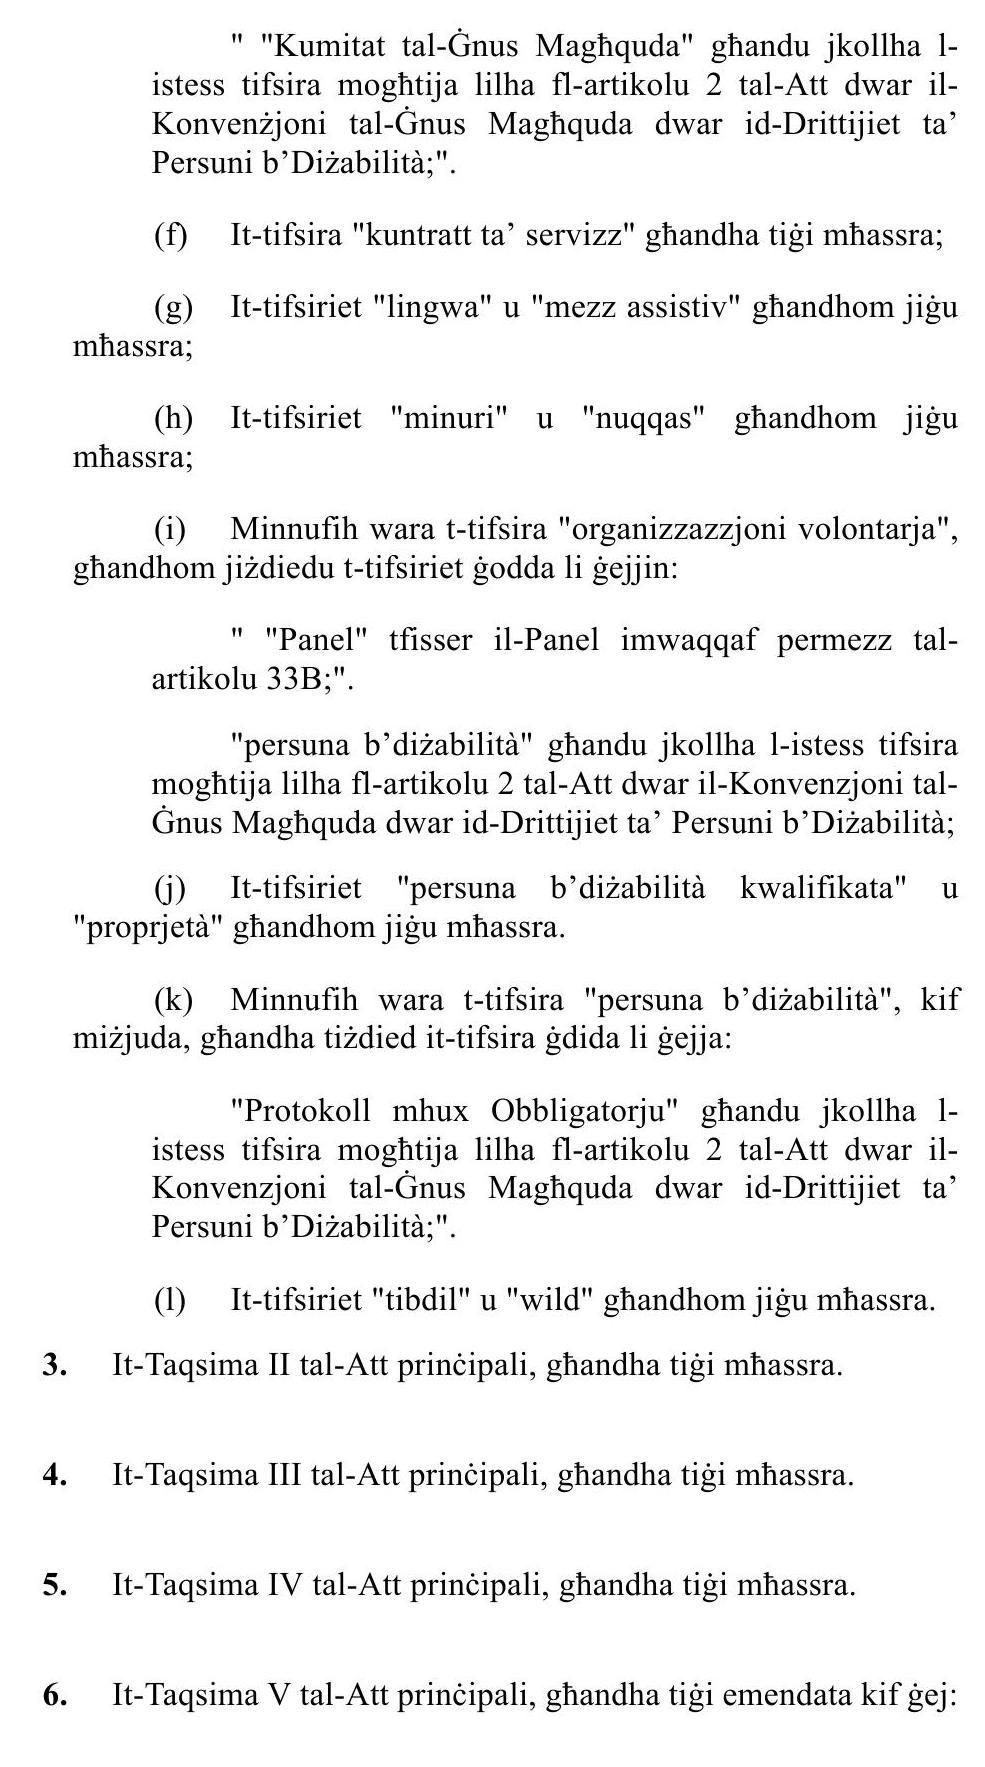 " "Kumitat tal-Ġnus Magħquda" għandu jkollha l-
istess tifsira mogħtija lilha fl-artikolu 2 tal-Att dwar il-
Konvenżjoni tal-Ġnus Magħquda dwar id-Drittijiet ta’
Persuni b’Diżabilità;".
(f) It-tifsira "kuntratt ta’ servizz" għandha tiġi mħassra;
(g) It-tifsiriet "lingwa" u "mezz assistiv" għandhom jiġu
mħassra;
(h) It-tifsiriet "minuri" u "nuqqas" għandhom jiġu
mħassra;
(i) Minnufih wara t-tifsira "organizzazzjoni volontarja",
għandhom jiżdiedu t-tifsiriet ġodda li ġejjin:
" "Panel" tfisser il-Panel imwaqqaf permezz tal-
artikolu 33B;".
"persuna b’diżabilità" għandu jkollha l-istess tifsira
mogħtija lilha fl-artikolu 2 tal-Att dwar il-Konvenzjoni tal-
Ġnus Magħquda dwar id-Drittijiet ta’ Persuni b’Diżabilità;
(j) It-tifsiriet "persuna b’diżabilità kwalifikata" u
"proprjetà" għandhom jiġu mħassra.
(k) Minnufih wara t-tifsira "persuna b’diżabilità", kif
miżjuda, għandha tiżdied it-tifsira ġdida li ġejja:
"Protokoll mhux Obbligatorju" għandu jkollha l-
istess tifsira mogħtija lilha fl-artikolu 2 tal-Att dwar il-
Konvenzjoni tal-Ġnus Magħquda dwar id-Drittijiet ta’
Persuni b’Diżabilità;".
(l) It-tifsiriet "tibdil" u "wild" għandhom jiġu mħassra.
3. It-Taqsima II tal-Att prinċipali, għandha tiġi mħassra.
4. It-Taqsima III tal-Att prinċipali, għandha tiġi mħassra.
5. It-Taqsima IV tal-Att prinċipali, għandha tiġi mħassra.
6. It-Taqsima V tal-Att prinċipali, għandha tiġi emendata kif ġej: